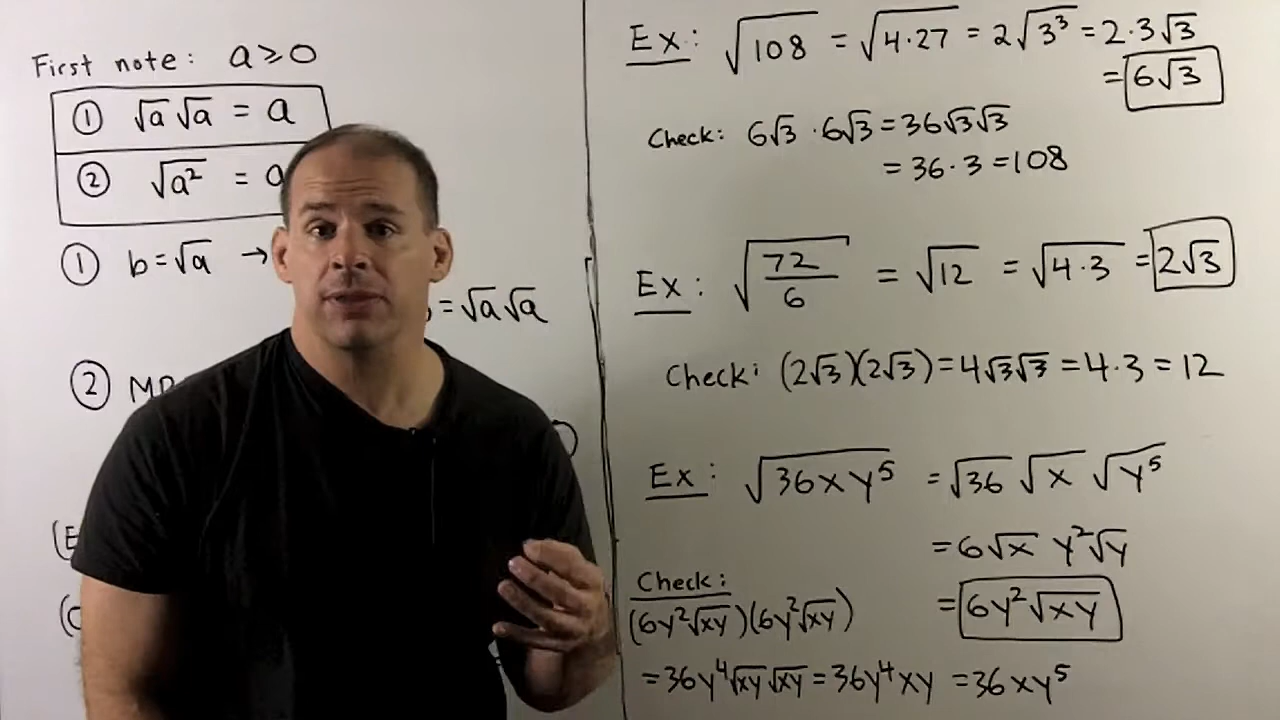 First note: a ≥ 0
① √a √a = a
② √a² = a
① b = √a →
= √a √a
②
Ex: √108 = √4·27 = 2√3³ = 2·3√3
= 6√3
Check: 6√3 · 6√3 = 36√3√3
= 36·3 = 108
Ex: √72/6 = √12 = √4·3 = 2√3
Check: (2√3)(2√3) = 4√3√3 = 4·3 = 12
Ex: √36xy⁵ = √36 √x √y⁵
= 6√x y²√y
= 6y²√xy
Check:
(6y²√xy)(6y²√xy)
= 36y⁴√xy √xy = 36y⁴xy = 36xy⁵